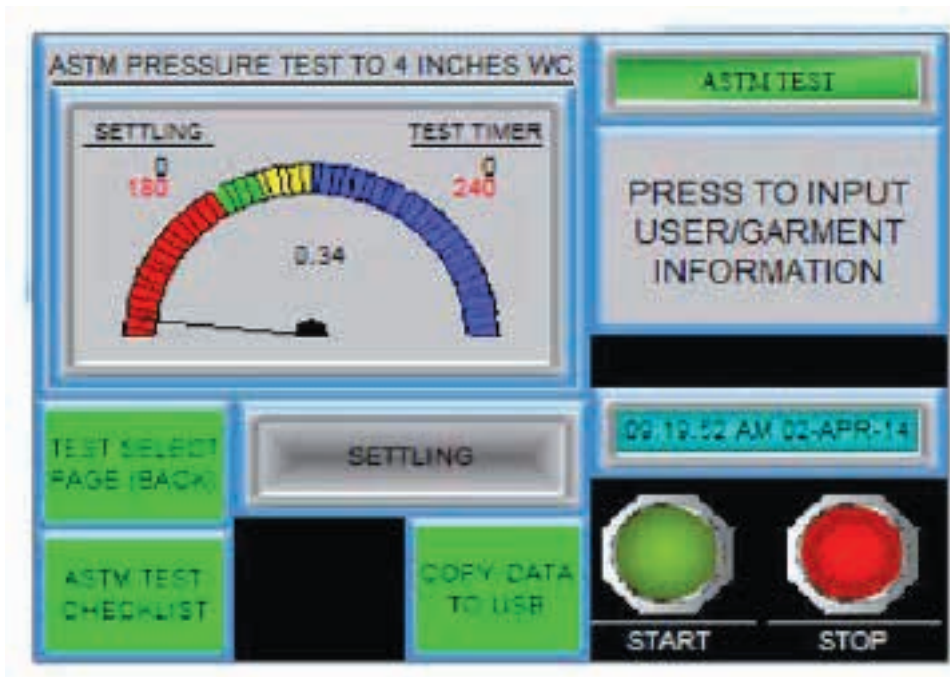 ASTM PRESSURE TEST TO 4 INCHES WC
SETTLING
0
180
TEST TIMER
0
240
0.34
ASTM TEST
PRESS TO INPUT
USER/GARMENT
INFORMATION
TEST SELECT
PAGE (BACK)
SETTLING
09:19:52 AM 02-APR-14
ASTM TEST
CHECKLIST
COPY DATA
TO USB
START
STOP